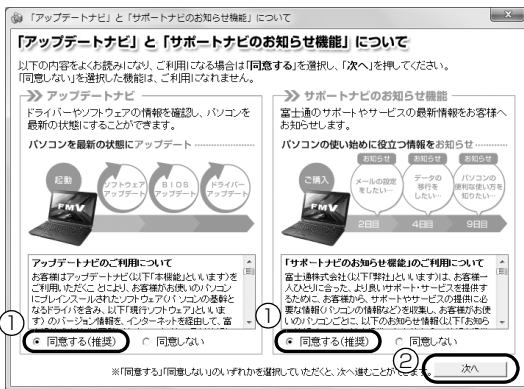 「アップデートナビ」と「サポートナビのお知らせ機能」について
「アップデートナビ」と「サポートナビのお知らせ機能」について
以下の内容をよくお読みになり、ご利用になる場合は「同意する」を選択し、「次へ」を押してください。
「同意しない」を選択した機能は、ご利用になれません。
アップデートナビ
ドライバーやソフトウェアの情報を確認し、パソコンを
最新の状態にすることができます。
パソコンを最新の状態にアップデート
起動
ソフトウェア
アップデート
BIOS
アップデート
ドライバー
アップデート
FMV
アップデートナビのご利用について
お客様はアップデートナビ(以下「本機能」といいます)を
ご利用いただくことにより、お客様がお使いのパソコン
にプレインストールされたソフトウェア(パソコンの基幹と
なるドライバを含み、以下「現行ソフトウェア」といいま
す)のバージョン情報を、インターネットを経由して、富
① 同意する(推奨) 同意しない
サポートナビのお知らせ機能
富士通のサポートやサービスの最新情報をお客様へ
お知らせします。
パソコンの使い始めに役立つ情報をお知らせ
お知らせ お知らせ お知らせ
ご購入
メールの設定
をしたい…
データの
移行を
したい…
パソコンの
便利な使い方を
知りたい…
FMV
2日目 4日目 9日目
「サポートナビのお知らせ機能」のご利用について
富士通株式会社(以下「弊社」といいます)は、お客様一
人ひとりに合った、より良いサポート・サービスを提供す
るために、お客様から、サポートやサービスの提供に必
要な情報(パソコンの情報など)を収集し、お客様がお使
いのパソコンごとに、以下のお知らせ情報(以下「お知ら
① 同意する(推奨) 同意しない
※「同意する」「同意しない」のいずれかを選択していただくと、次へ進むことができます。
② 次へ